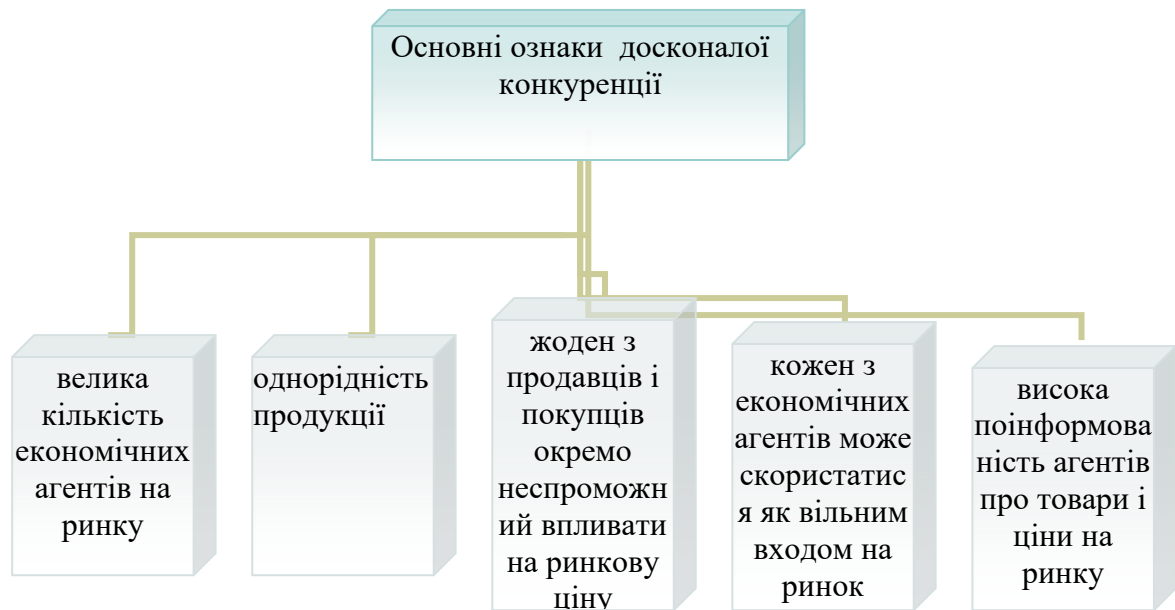 Основні ознаки досконалої
конкуренції
велика
кількість
економічних
агентів на
ринку
однорідність
продукції
жоден з
продавців і
покупців
окремо
неспроможн
ий впливати
на ринкову
ціну
кожен з
економічних
агентів може
скористатис
я як вільним
входом на
ринок
висока
поінформова
ність агентів
про товари і
ціни на
ринку